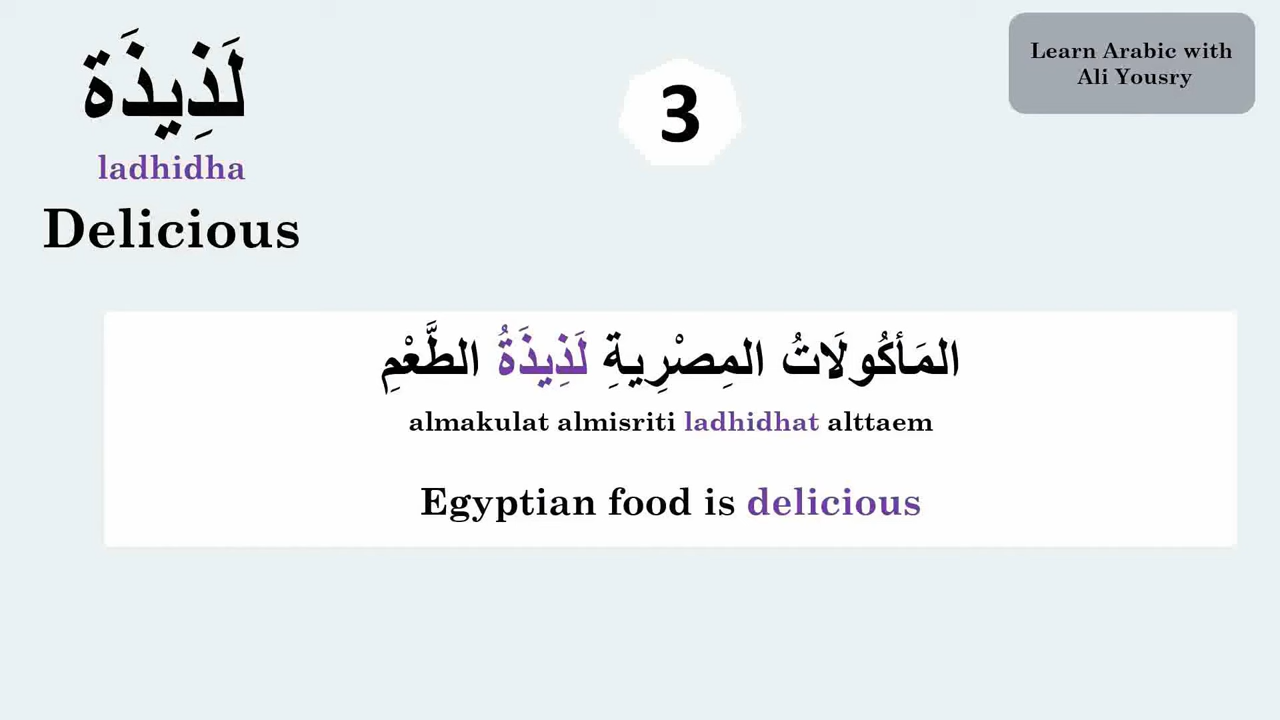 لَذِيذَة
ladhidha
Delicious
3
Learn Arabic with
Ali Yousry
المَأكُولَاتُ المِصْرِيةِ لَذِيذَةُ الطَّعْمِ
almakulat almisriti ladhidhat alttaem
Egyptian food is delicious